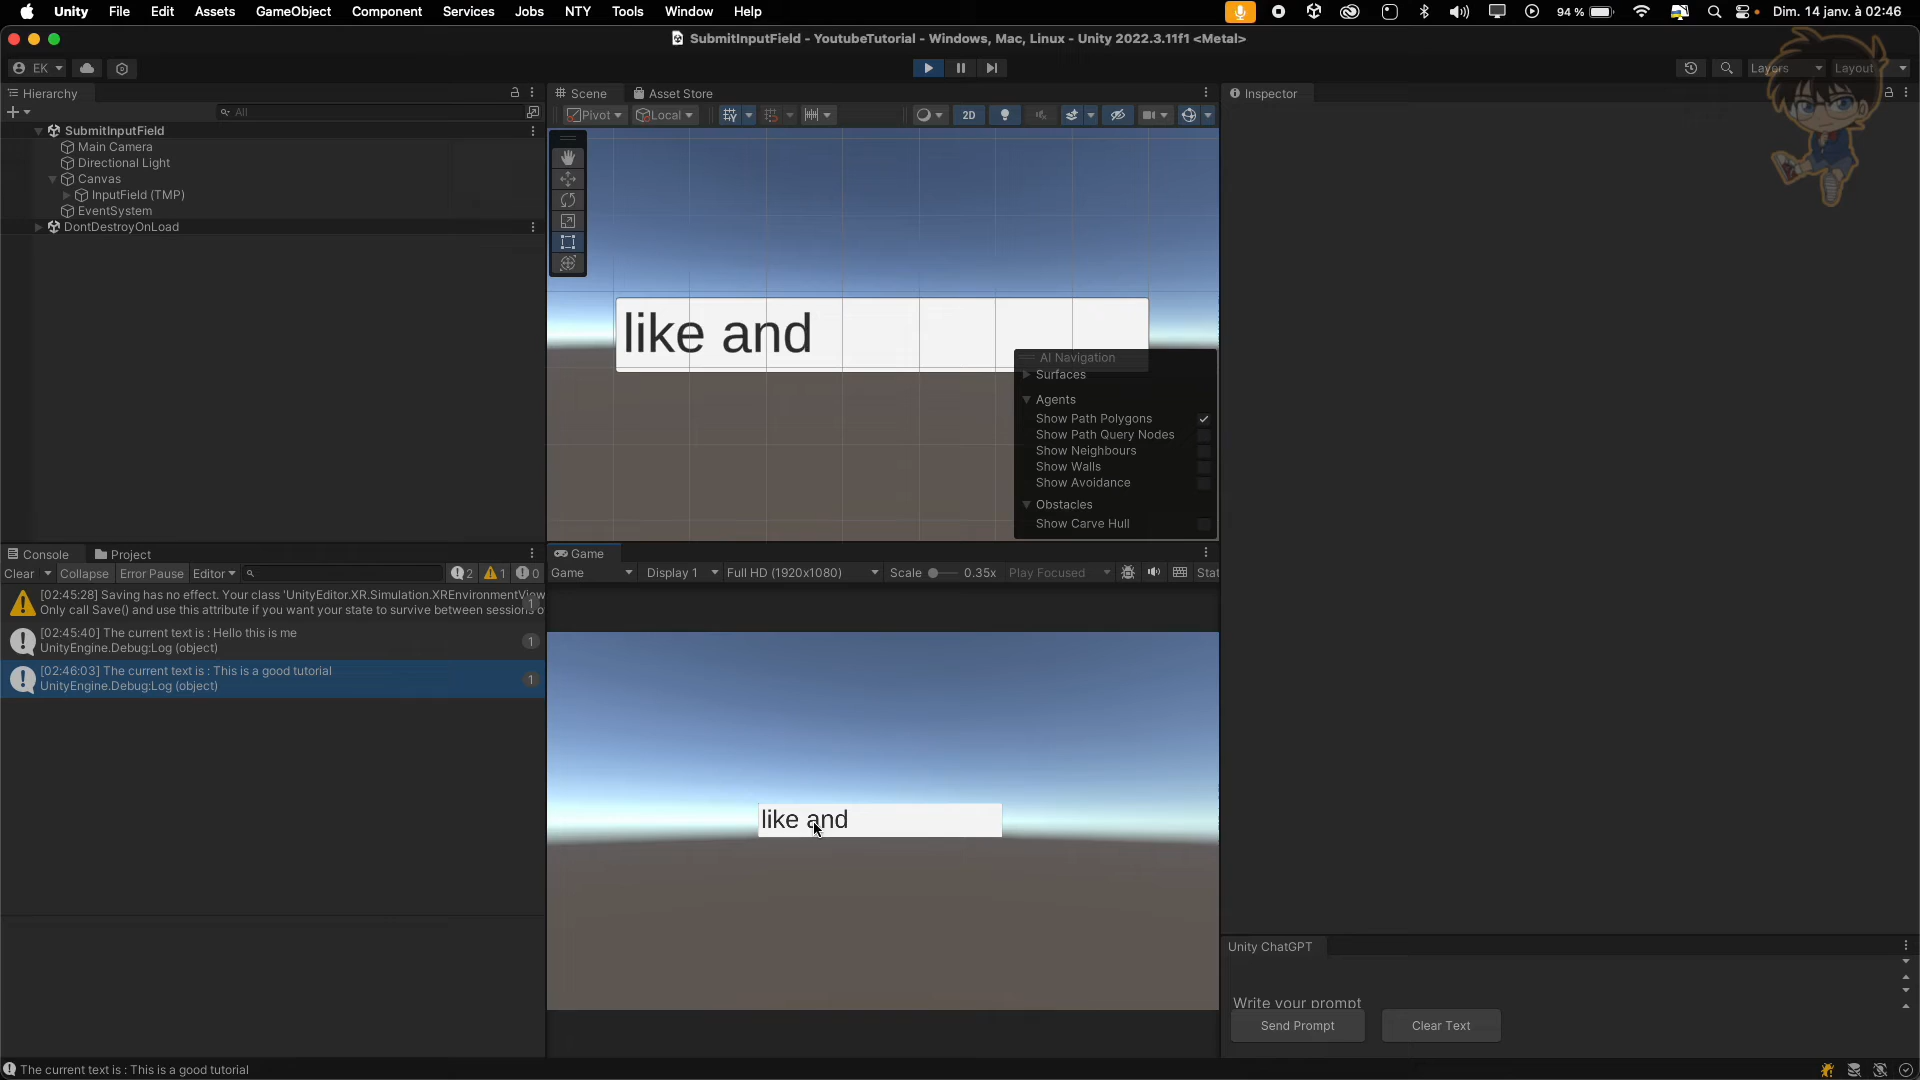 Unity File Edit Assets GameObject Component Services Jobs NTY Tools Window Help 94 % Dim. 14 janv. à 02:46
SubmitInputField - YoutubeTutorial - Windows, Mac, Linux - Unity 2022.3.11f1 <Metal>
EK Layers Layout
Hierarchy
All
SubmitInputField
Main Camera
Directional Light
Canvas
InputField (TMP)
EventSystem
DontDestroyOnLoad
Scene Asset Store
Pivot Local 2D
like and
AI Navigation
Surfaces
Agents
Show Path Polygons
Show Path Query Nodes
Show Neighbours
Show Walls
Show Avoidance
Obstacles
Show Carve Hull
Inspector
Console Project
Clear Collapse Error Pause Editor 2 1 0
[02:45:28] Saving has no effect. Your class 'UnityEditor.XR.Simulation.XREnvironmentView
Only call Save() and use this attribute if you want your state to survive between sessions o
1
[02:45:40] The current text is : Hello this is me
UnityEngine.Debug:Log (object)
1
[02:46:03] The current text is : This is a good tutorial
UnityEngine.Debug:Log (object)
1
Game
Game Display 1 Full HD (1920x1080) Scale 0.35x Play Focused Stat
like and
Unity ChatGPT
Write your prompt
Send Prompt Clear Text
The current text is : This is a good tutorial